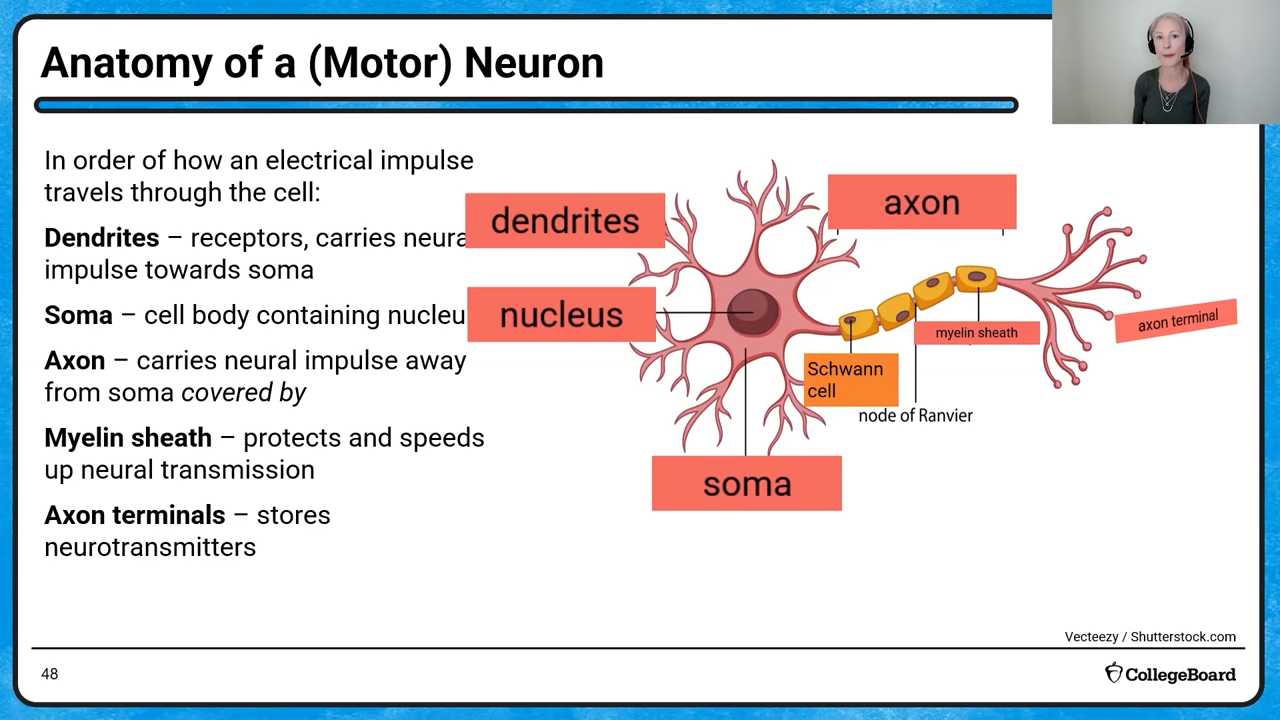 Anatomy of a (Motor) Neuron
In order of how an electrical impulse
travels through the cell:
Dendrites – receptors, carries neura
impulse towards soma
Soma – cell body containing nucleu
Axon – carries neural impulse away
from soma covered by
Myelin sheath – protects and speeds
up neural transmission
Axon terminals – stores
neurotransmitters
dendrites
axon
nucleus
myelin sheath
axon terminal
Schwann
cell
node of Ranvier
soma
Vecteezy / Shutterstock.com
48
CollegeBoard